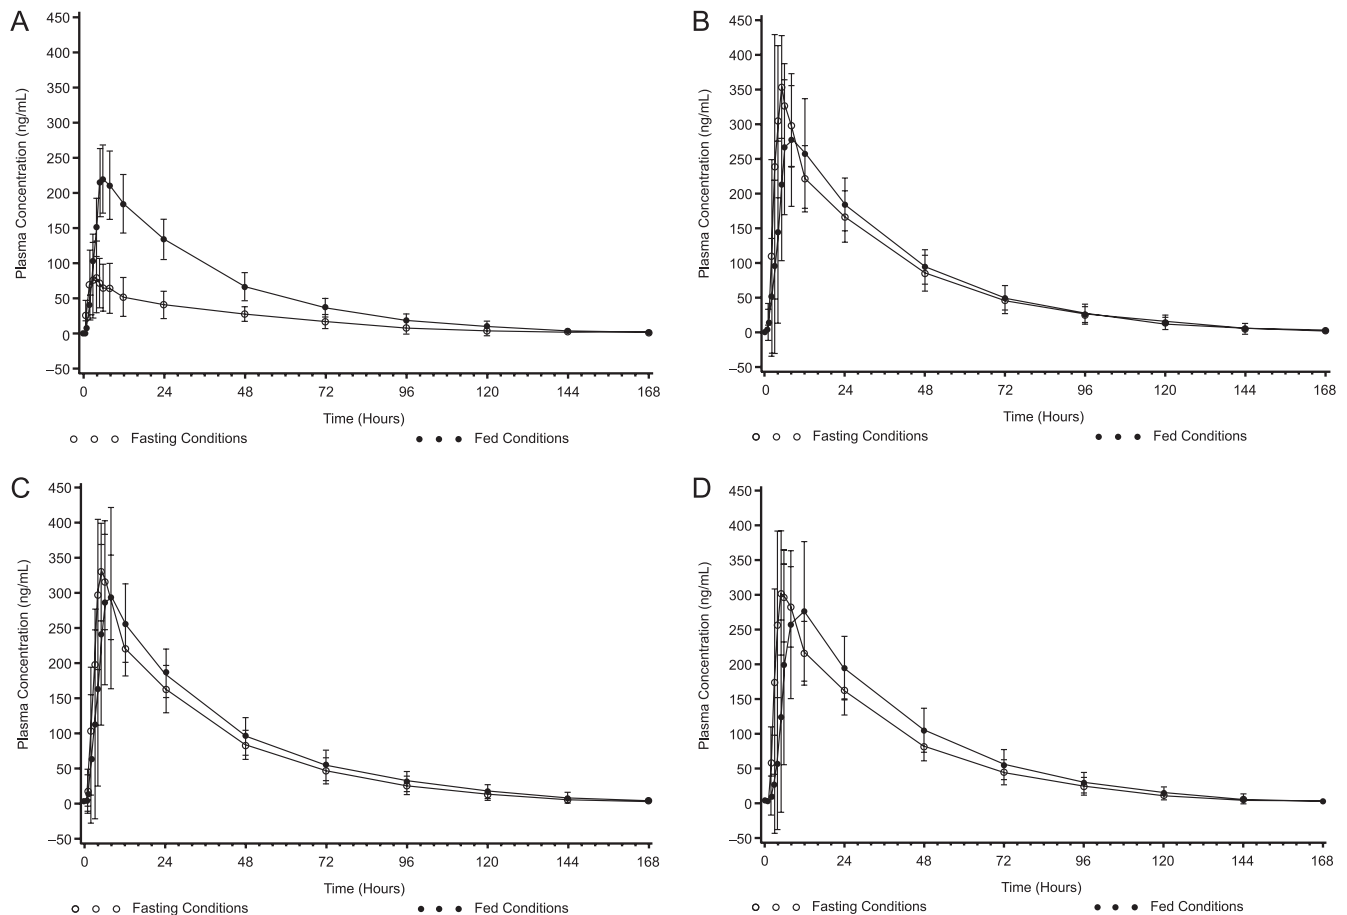 A
Plasma Concentration (ng/mL)
450
400
350
300
250
200
150
100
50
0
–50
0 24 48 72 96 120 144 168
Time (Hours)
Fasting Conditions Fed Conditions
B
Plasma Concentration (ng/mL)
450
400
350
300
250
200
150
100
50
0
–50
0 24 48 72 96 120 144 168
Time (Hours)
Fasting Conditions Fed Conditions
C
Plasma Concentration (ng/mL)
450
400
350
300
250
200
150
100
50
0
–50
0 24 48 72 96 120 144 168
Time (Hours)
Fasting Conditions Fed Conditions
D
Plasma Concentration (ng/mL)
450
400
350
300
250
200
150
100
50
0
–50
0 24 48 72 96 120 144 168
Time (Hours)
Fasting Conditions Fed Conditions